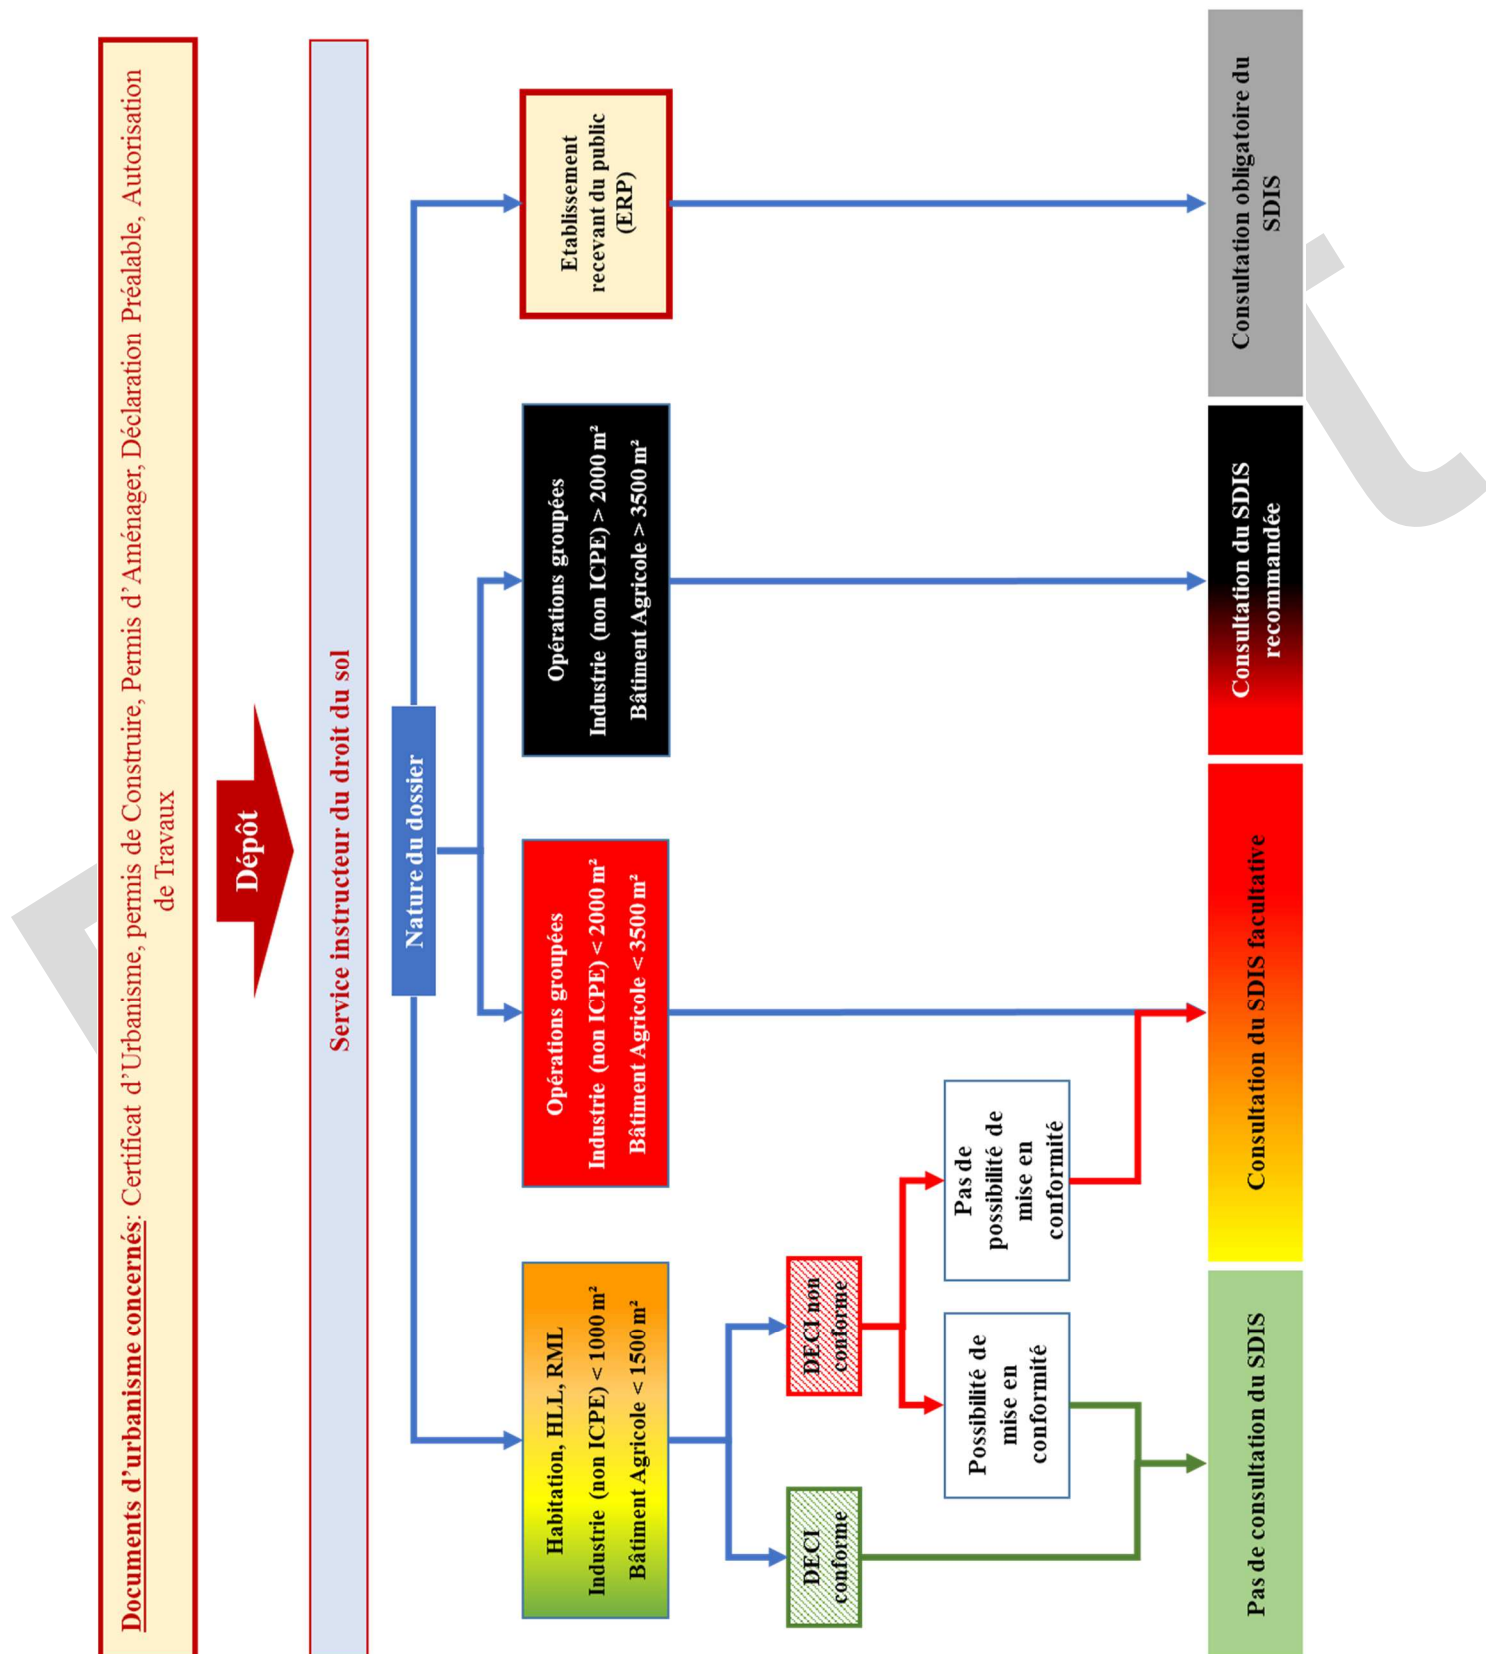 Documents d’urbanisme concernés: Certificat d’Urbanisme, permis de Construire, Permis d’Aménager, Déclaration Préalable, Autorisation
de Travaux
Dépôt
Service instructeur du droit du sol
Nature du dossier
Habitation, HLL, RML
Industrie (non ICPE) < 1000 m²
Bâtiment Agricole < 1500 m²
Opérations groupées
Industrie (non ICPE) < 2000 m²
Bâtiment Agricole < 3500 m²
Opérations groupées
Industrie (non ICPE) > 2000 m²
Bâtiment Agricole > 3500 m²
Etablissement
recevant du public
(ERP)
DECI
conforme
DECI non
conforme
Possibilité de
mise en
conformité
Pas de
possibilité de
mise en
conformité
Pas de consultation du SDIS
Consultation du SDIS facultative
Consultation du SDIS
recommandée
Consultation obligatoire du
SDIS